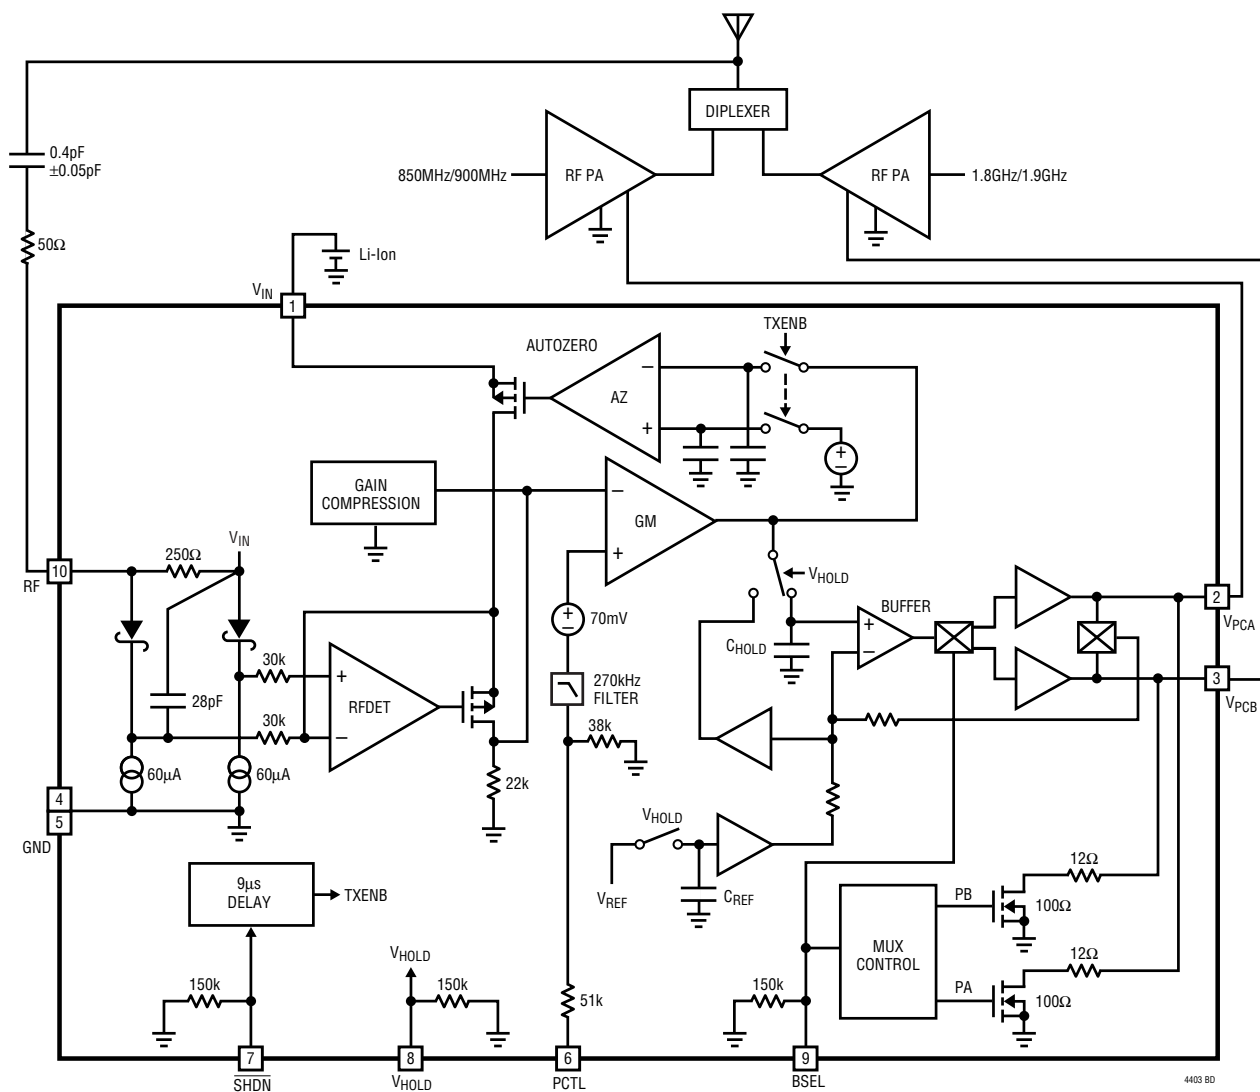 DIPLEXER
0.4pF
±0.05pF
850MHz/900MHz
RF PA
RF PA
1.8GHz/1.9GHz
50Ω
Li-Ion
VIN
1
TXENB
AUTOZERO
−
AZ
+
+
−
GAIN
COMPRESSION
−
GM
+
VIN
250Ω
10
RF
VHOLD
BUFFER
2
VPCA
+
−
70mV
CHOLD
+
−
30k
28pF
+
RFDET
−
30k
270kHz
FILTER
38k
3
VPCB
60µA
60µA
22k
4
5
GND
VHOLD
VREF
CREF
9µs
DELAY
TXENB
12Ω
PB
100Ω
MUX
CONTROL
12Ω
PA
100Ω
VHOLD
150k
150k
51k
150k
7
8
6
9
SHDN
VHOLD
PCTL
BSEL
4403 BD